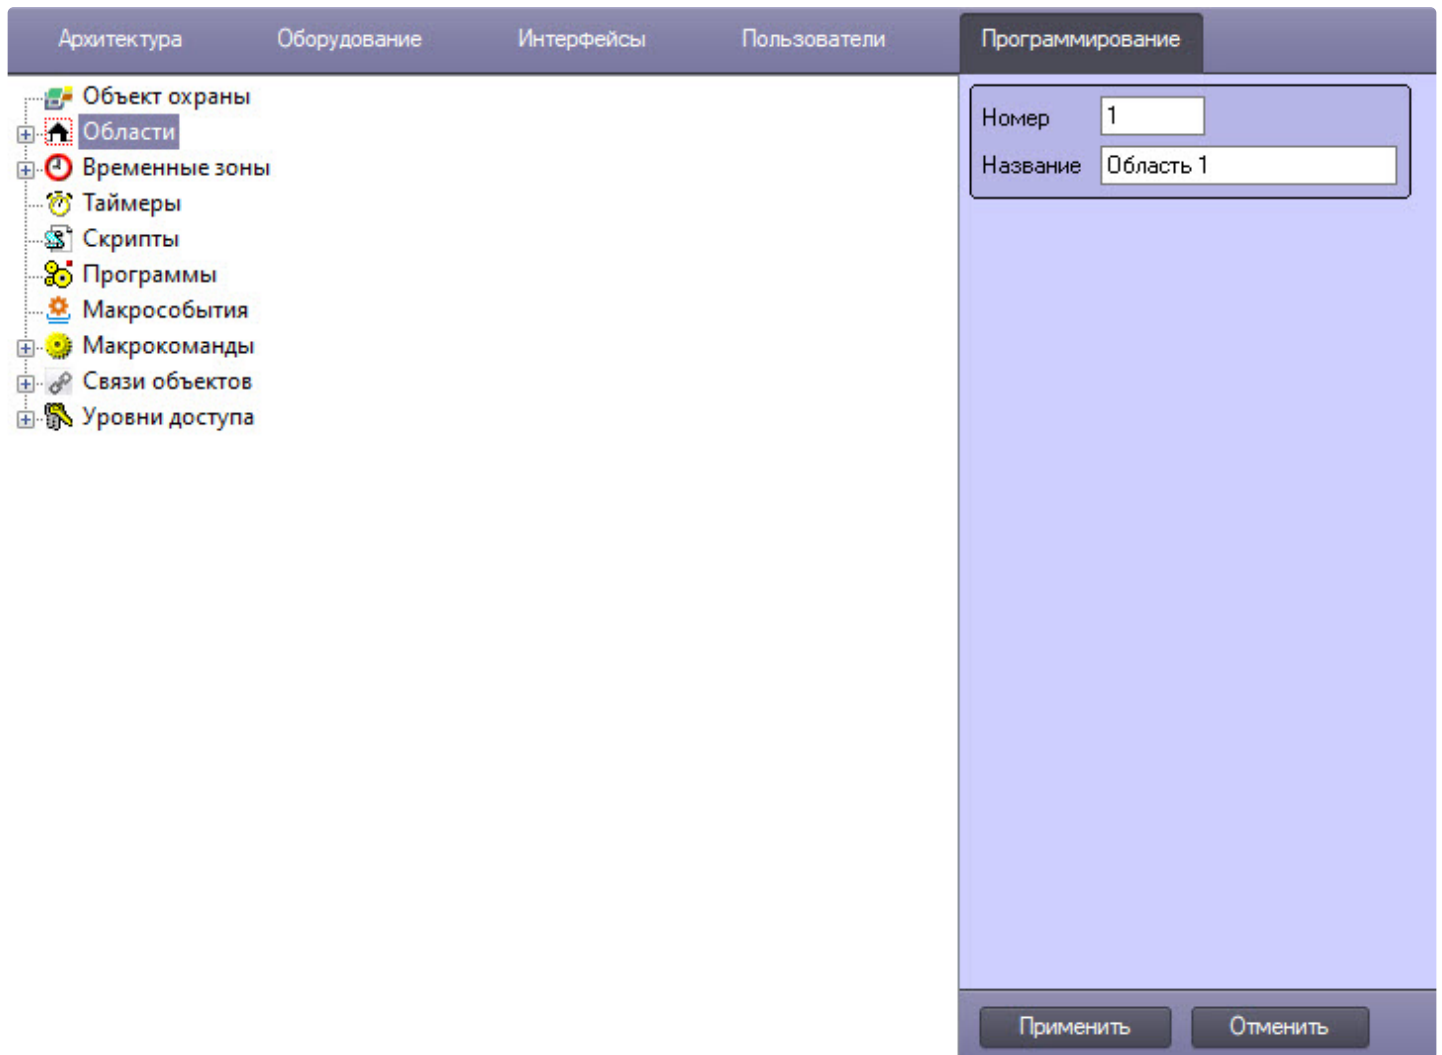 Архитектура Оборудование Интерфейсы Пользователи Программирование
Объект охраны
Области
Временные зоны
Таймеры
Скрипты
Программы
Макрособытия
Макрокоманды
Связи объектов
Уровни доступа
Номер 1
Название Область 1
Применить Отменить